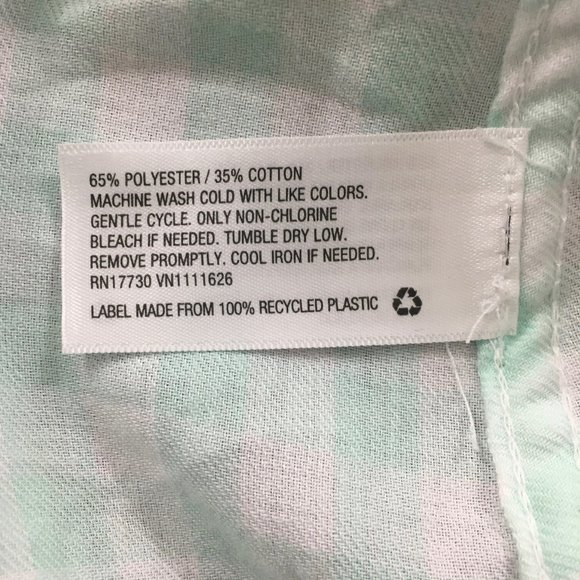 65% POLYESTER / 35% COTTON
MACHINE WASH COLD WITH LIKE COLORS.
GENTLE CYCLE. ONLY NON-CHLORINE
BLEACH IF NEEDED. TUMBLE DRY LOW.
REMOVE PROMPTLY. COOL IRON IF NEEDED.
RN17730 VN1111626
LABEL MADE FROM 100% RECYCLED PLASTIC